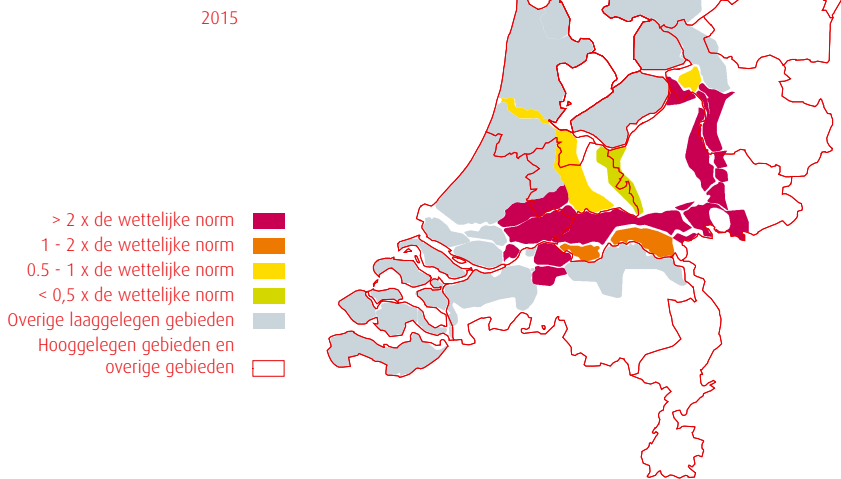 2015
> 2 x de wettelijke norm
1 - 2 x de wettelijke norm
0.5 - 1 x de wettelijke norm
< 0,5 x de wettelijke norm
Overige laaggelegen gebieden
Hooggelegen gebieden en
overige gebieden